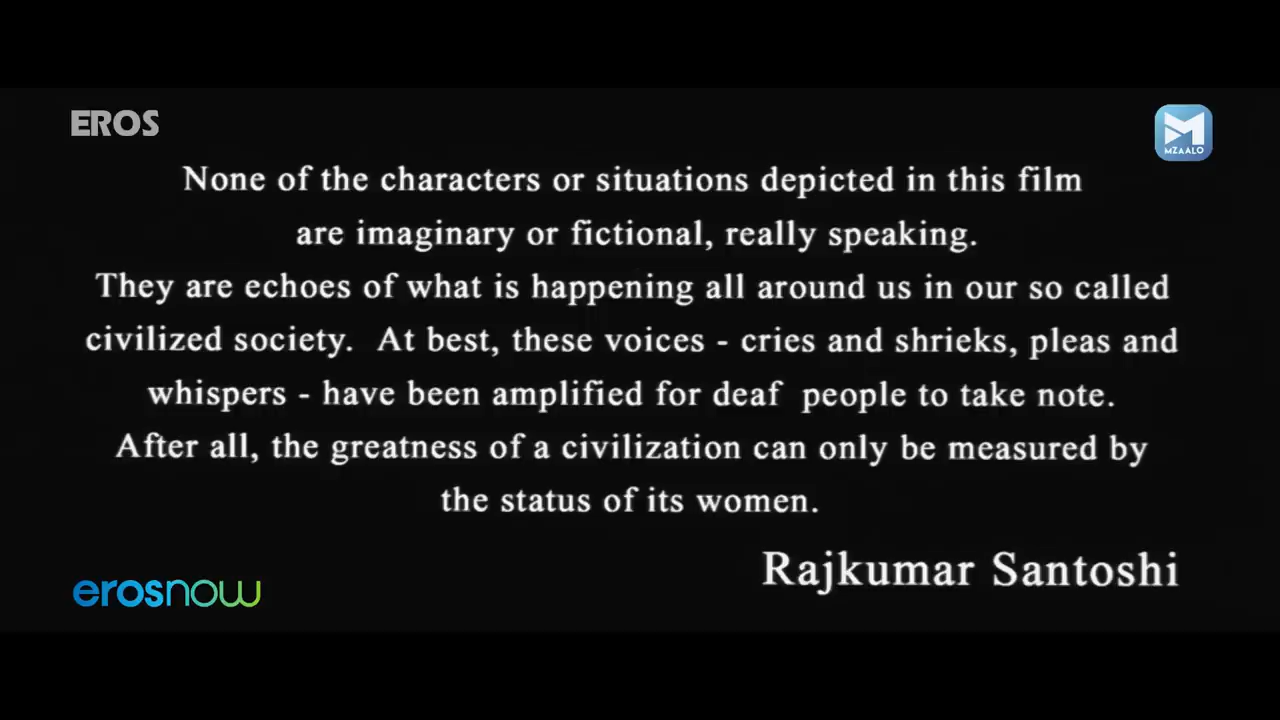 EROS
MZAALO
None of the characters or situations depicted in this film
are imaginary or fictional, really speaking.
They are echoes of what is happening all around us in our so called
civilized society.  At best, these voices - cries and shrieks, pleas and
whispers - have been amplified for deaf  people to take note.
After all, the greatness of a civilization can only be measured by
the status of its women.
Rajkumar Santoshi
erosnow